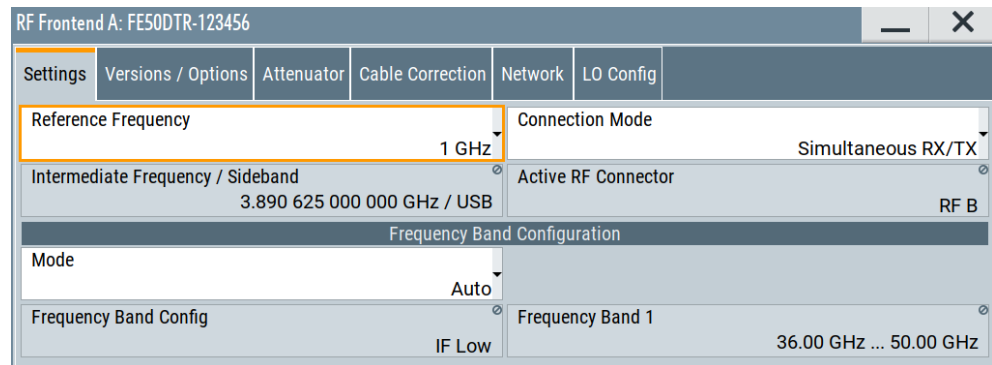 RF Frontend A: FE50DTR-123456
Settings Versions / Options Attenuator Cable Correction Network LO Config
Reference Frequency
1 GHz
Connection Mode
Simultaneous RX/TX
Intermediate Frequency / Sideband
3.890 625 000 000 GHz / USB
Active RF Connector
RF B
Frequency Band Configuration
Mode
Auto
Frequency Band Config
IF Low
Frequency Band 1
36.00 GHz ... 50.00 GHz